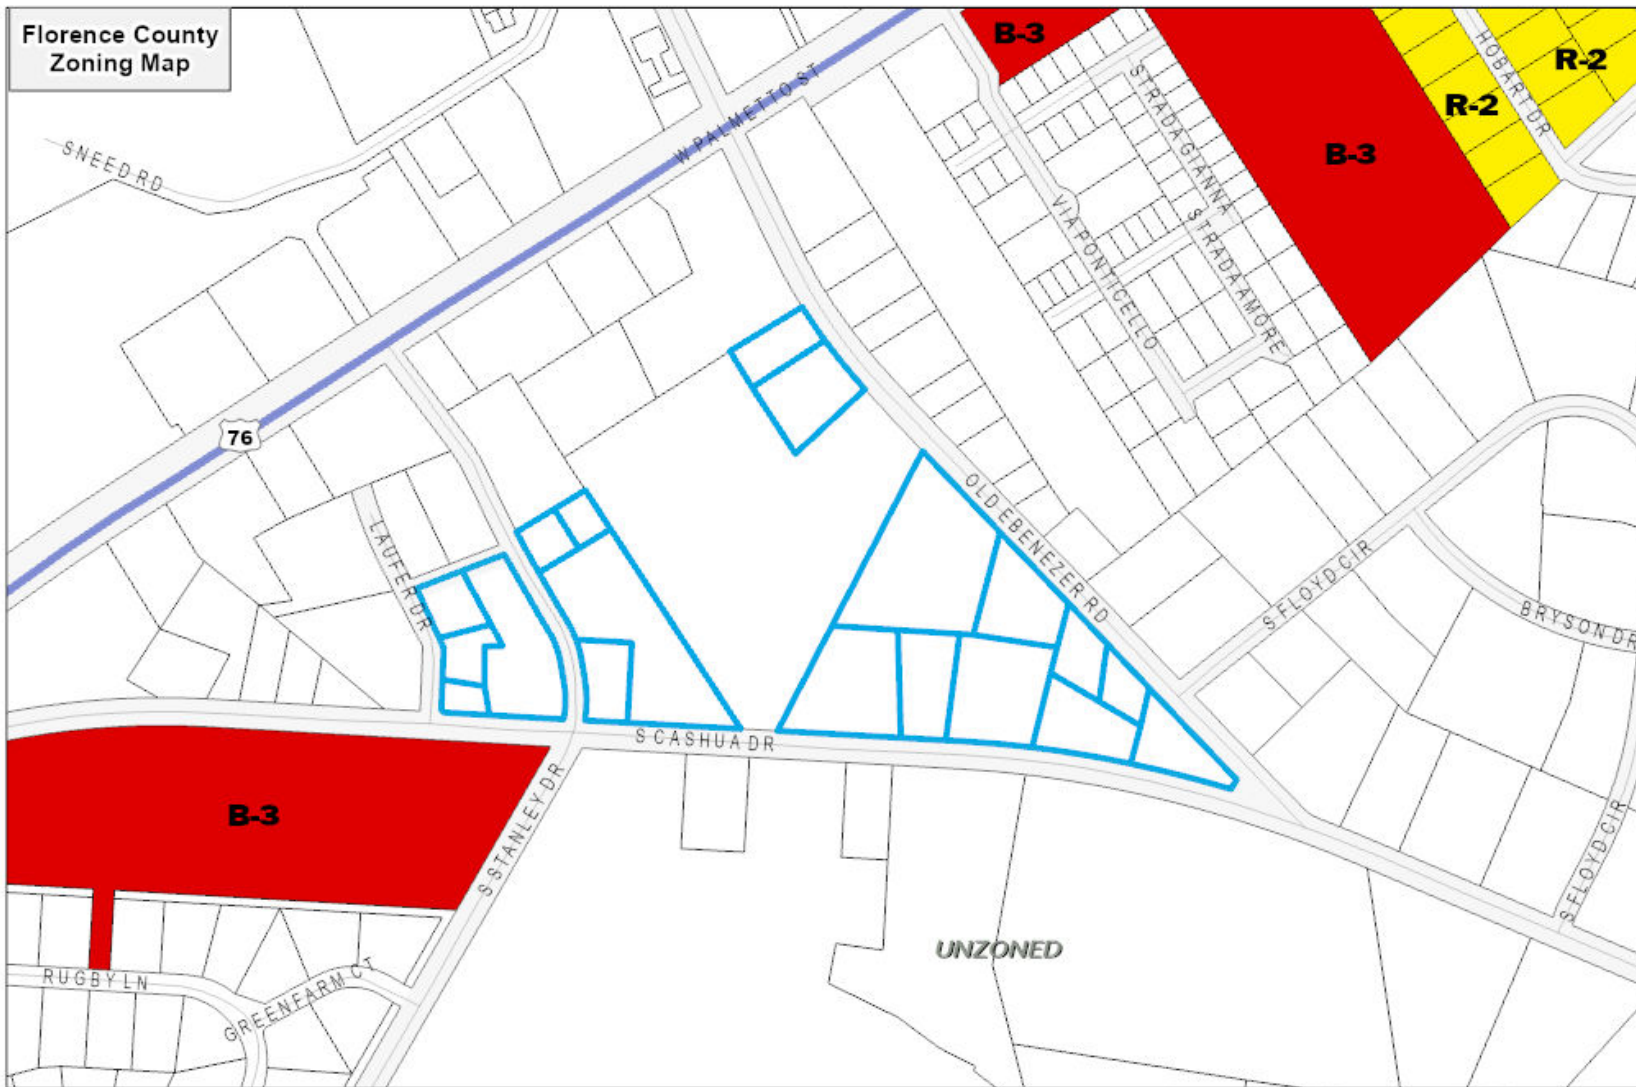 Florence County
Zoning Map
B-3
HOBART DR
R-2
R-2
W PALMETTO ST
STRADA GIANNA
B-3
SNEED RD
VIA PONTICELLO
STRADA AMORE
76
OLD EBENEZER RD
LAUFER DR
S FLOYD CIR
BRYSON DR
S CASHUA DR
B-3
S STANLEY DR
S FLOYD CIR
UNZONED
RUGBY LN
GREENFARM CT